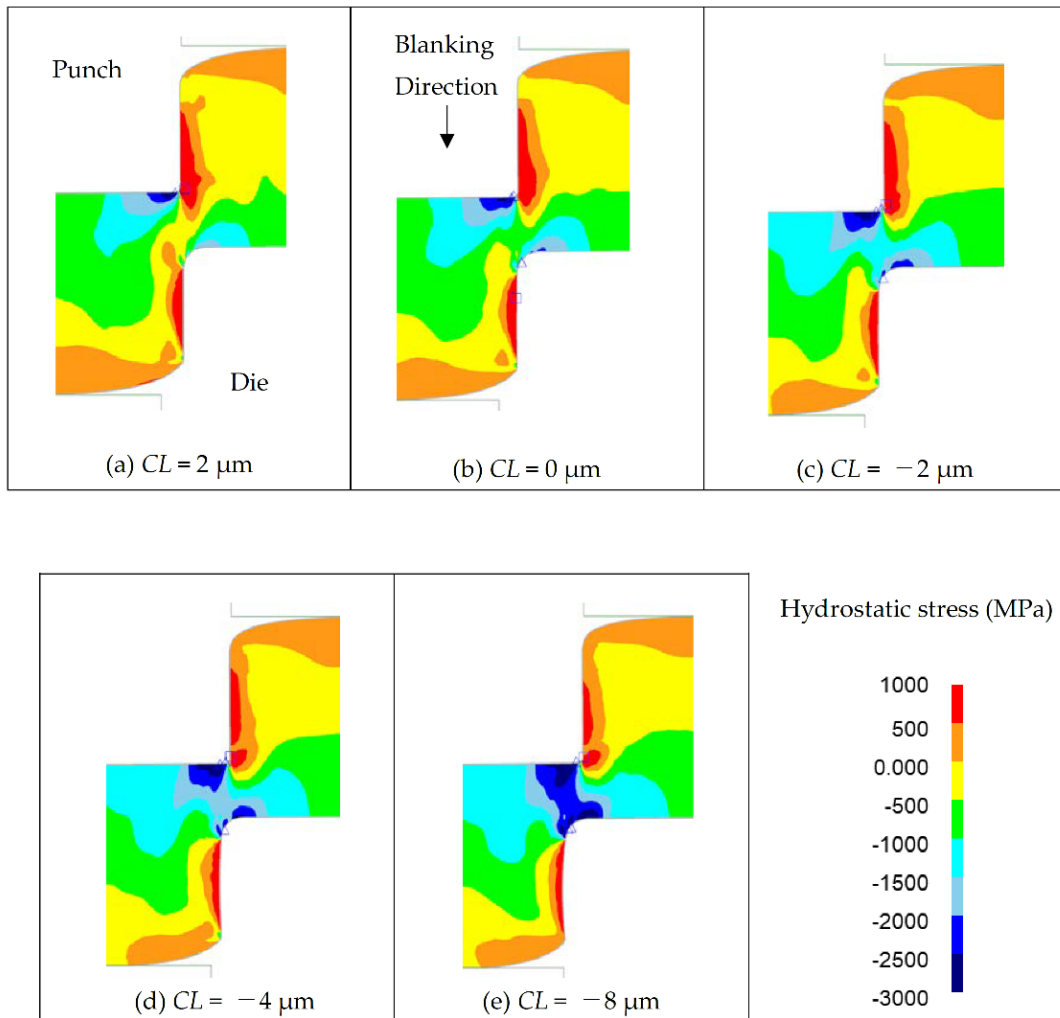 Punch
Blanking
Direction
Die
(a) CL = 2 μm
(b) CL = 0 μm
(c) CL = −2 μm
Hydrostatic stress (MPa)
1000
500
0.000
-500
-1000
-1500
-2000
-2500
-3000
(d) CL = −4 μm
(e) CL = −8 μm